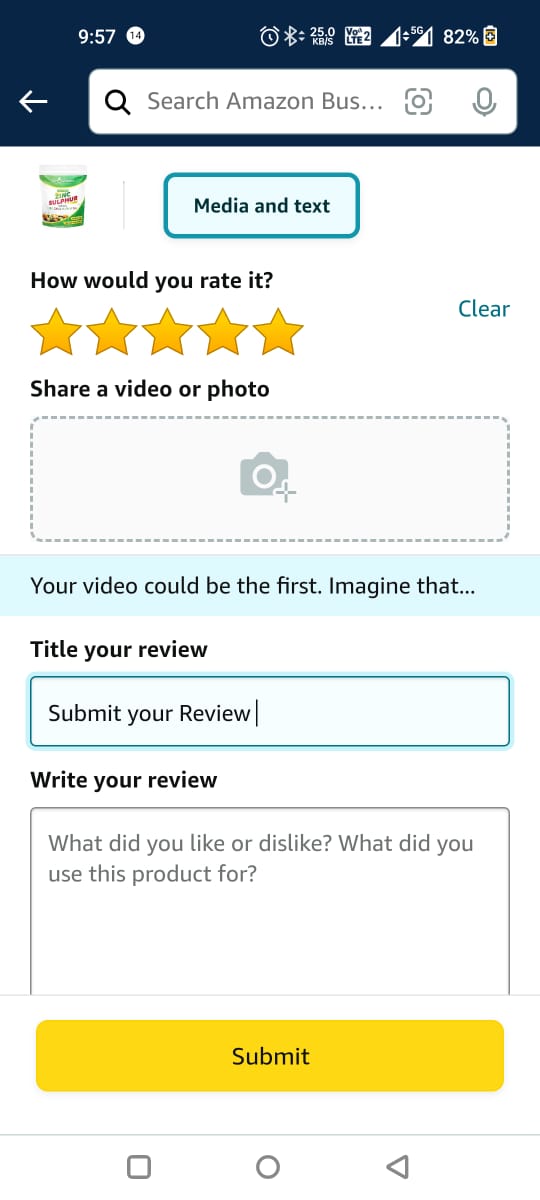 9:57 14 25.0 KB/S Vo)) LTE 2 5G 82%
Search Amazon Bus...
ZINC
SULPHUR
Media and text
How would you rate it?
Clear
Share a video or photo
Your video could be the first. Imagine that...
Title your review
Submit your Review
Write your review
What did you like or dislike? What did you
use this product for?
Submit